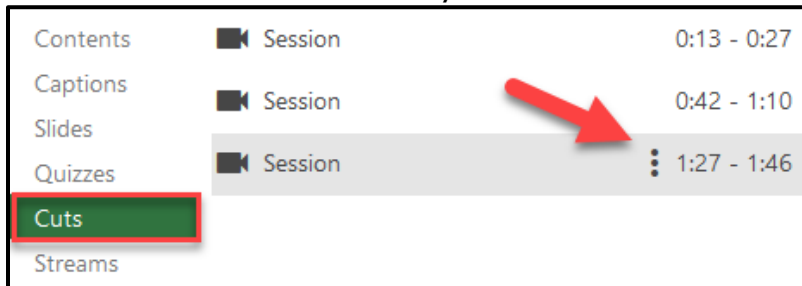 Contents
Captions
Slides
Quizzes
Cuts
Streams
Session 0:13 - 0:27
Session 0:42 - 1:10
Session 1:27 - 1:46